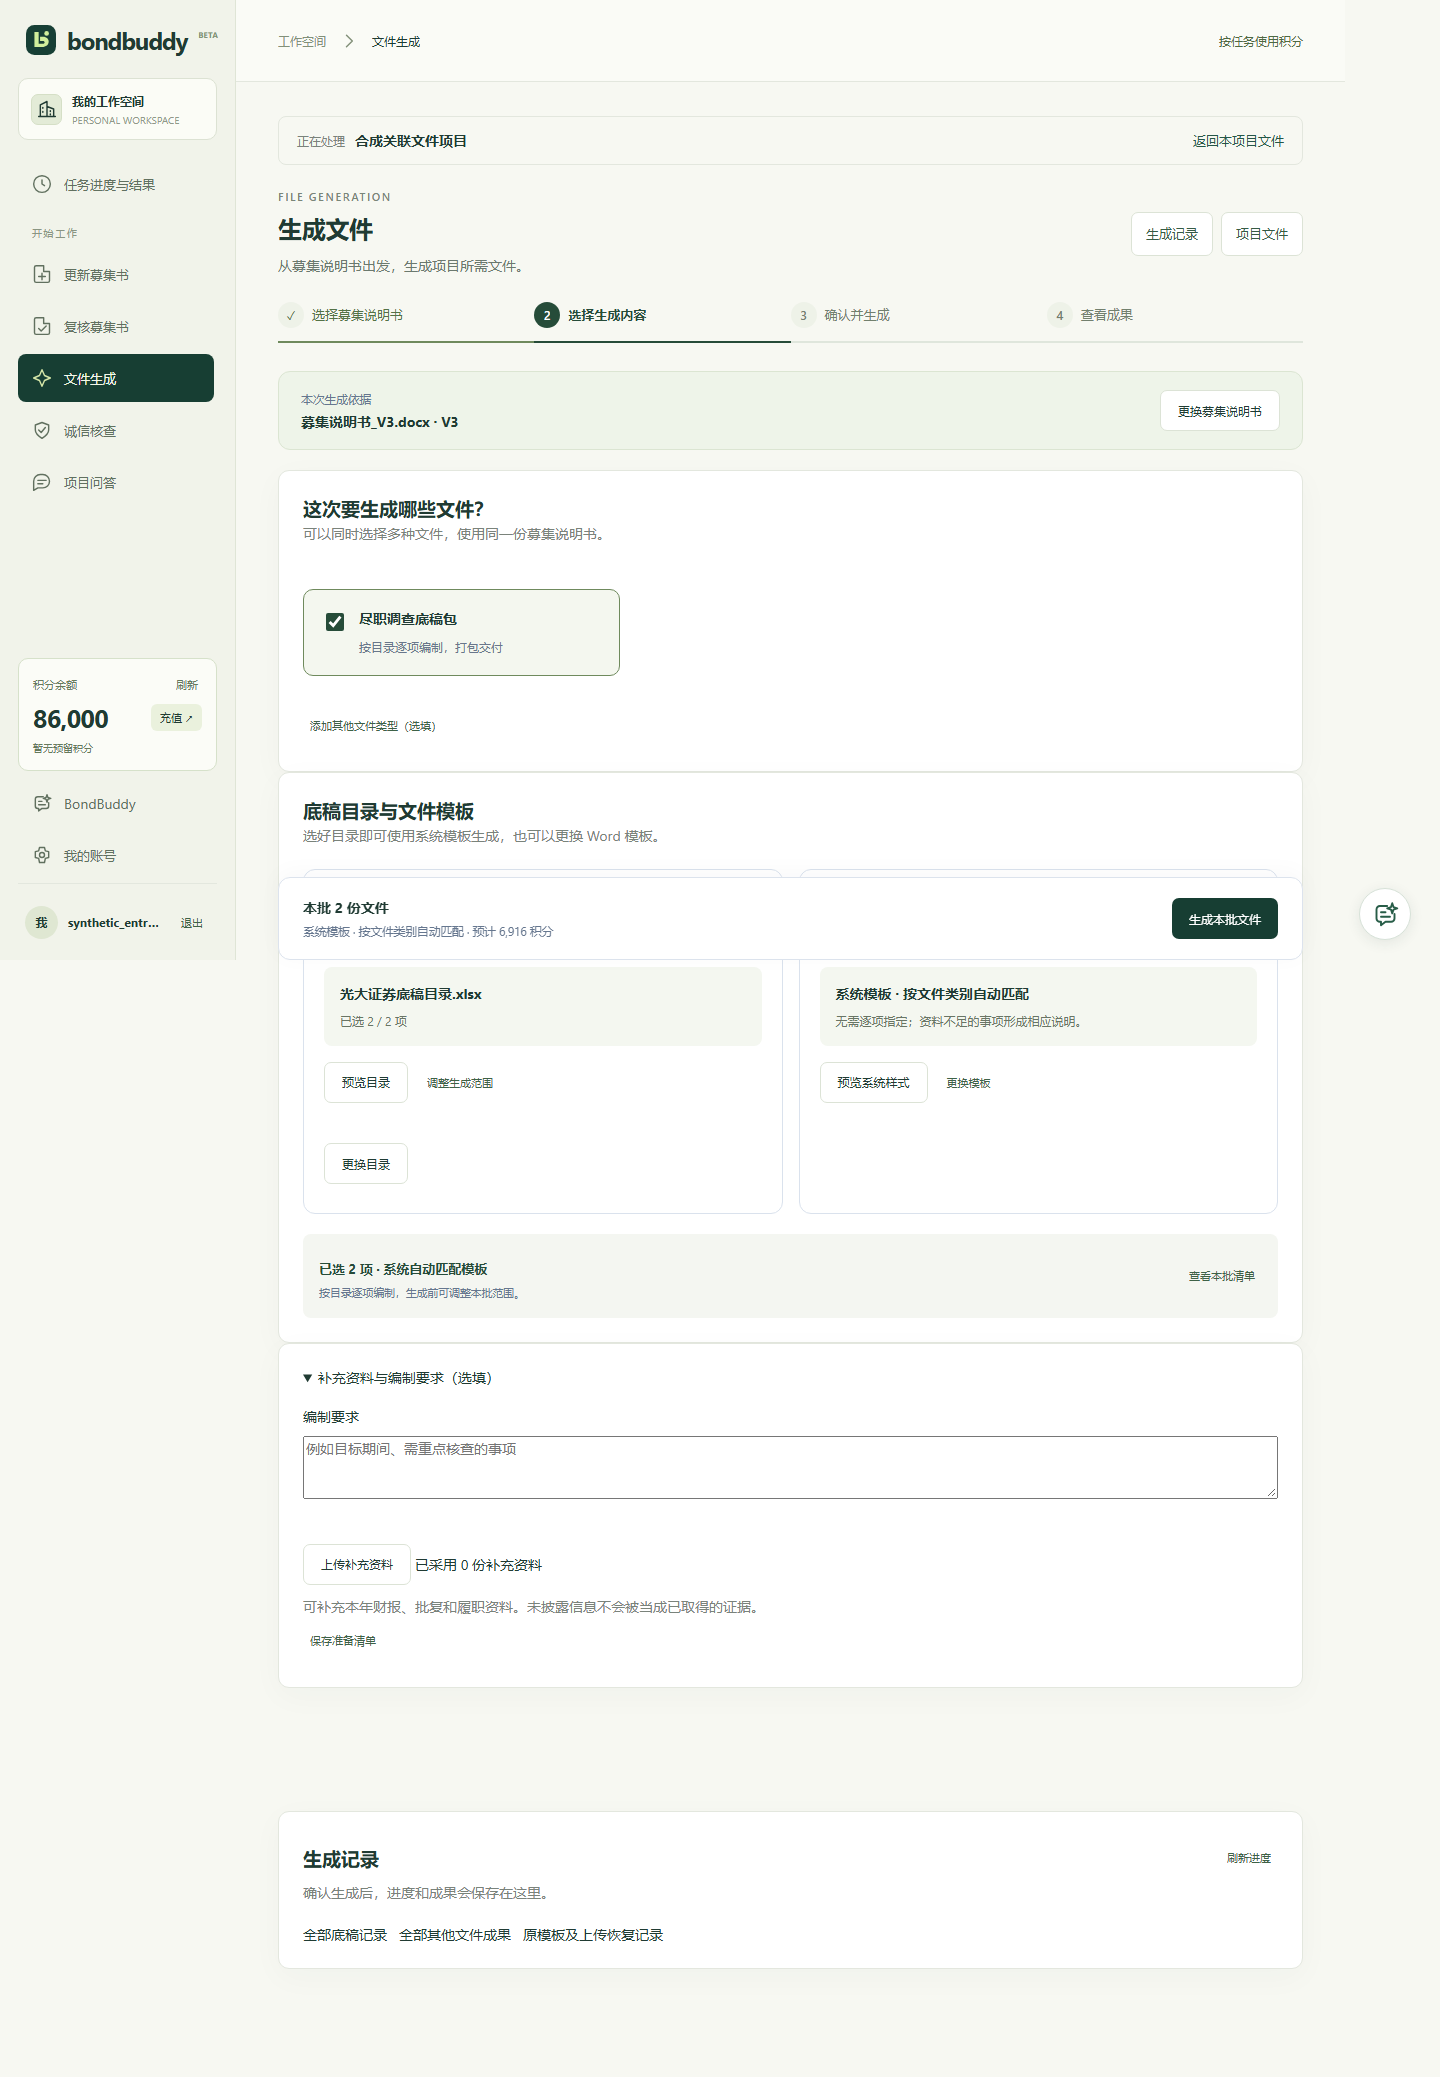 bondbuddy BETA
我的工作空间
PERSONAL WORKSPACE
任务进度与结果
开始工作
更新募集书
复核募集书
文件生成
诚信核查
项目问答
积分余额 刷新
86,000 充值 ↗
暂无预留积分
BondBuddy
我的账号
我 synthetic_entr... 退出
工作空间 文件生成 按任务使用积分
正在处理 合成关联文件项目 返回本项目文件
FILE GENERATION
生成文件
从募集说明书出发，生成项目所需文件。
生成记录 项目文件
✓ 选择募集说明书 2 选择生成内容 3 确认并生成 4 查看成果
本次生成依据
募集说明书_V3.docx · V3
更换募集说明书
这次要生成哪些文件？
可以同时选择多种文件，使用同一份募集说明书。
尽职调查底稿包
按目录逐项编制，打包交付
添加其他文件类型（选填）
底稿目录与文件模板
选好目录即可使用系统模板生成，也可以更换 Word 模板。
本批 2 份文件
系统模板 · 按文件类别自动匹配 · 预计 6,916 积分
生成本批文件
光大证券底稿目录.xlsx
已选 2 / 2 项
预览目录 调整生成范围
更换目录
系统模板 · 按文件类别自动匹配
无需逐项指定；资料不足的事项形成相应说明。
预览系统样式 更换模板
已选 2 项 · 系统自动匹配模板
按目录逐项编制，生成前可调整本批范围。
查看本批清单
▼ 补充资料与编制要求（选填）
编制要求
例如目标期间、需重点核查的事项
上传补充资料 已采用 0 份补充资料
可补充本年财报、批复和履职资料。未披露信息不会被当成已取得的证据。
保存准备清单
生成记录 刷新进度
确认生成后，进度和成果会保存在这里。
全部底稿记录 全部其他文件成果 原模板及上传恢复记录